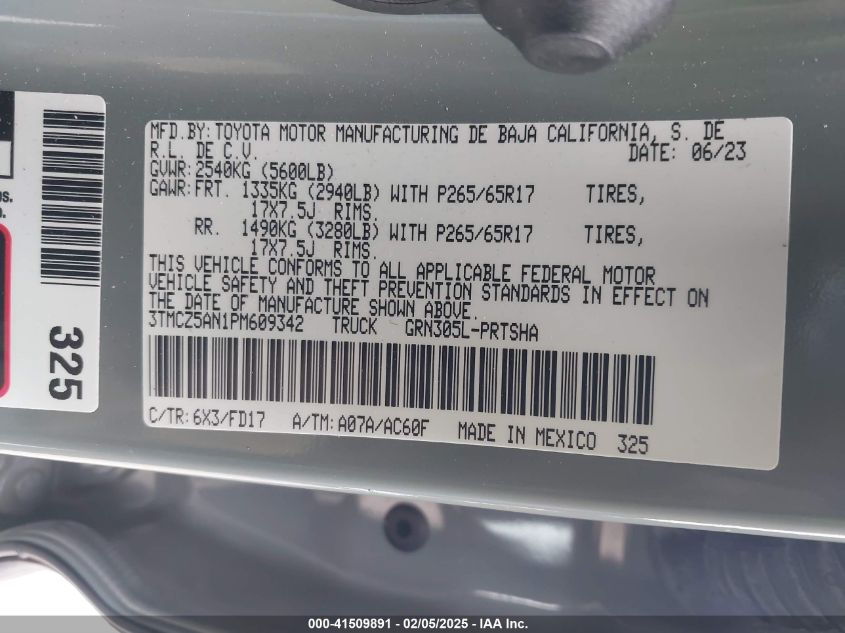 MFD.BY:TOYOTA MOTOR MANUFACTURING DE BAJA CALIFORNIA, S. DE
R.L. DE C.V. DATE: 06/23
GVWR:2540KG (5600LB)
GAWR:FRT. 1335KG (2940LB) WITH P265/65R17 TIRES,
17X7.5J RIMS.
RR. 1490KG (3280LB) WITH P265/65R17 TIRES,
17X7.5J RIMS.
THIS VEHICLE CONFORMS TO ALL APPLICABLE FEDERAL MOTOR
VEHICLE SAFETY AND THEFT PREVENTION STANDARDS IN EFFECT ON
THE DATE OF MANUFACTURE SHOWN ABOVE.
3TMCZ5AN1PM609342 TRUCK GRN305L-PRTSHA
C/TR:6X3/FD17 A/TM:A07A/AC60F MADE IN MEXICO 325
325
000-41509891 - 02/05/2025 - IAA Inc.